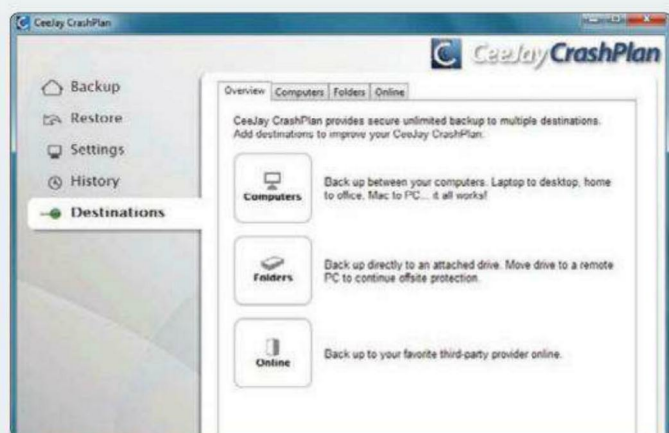 CeeJay CrashPlan
CeeJay CrashPlan
Backup
Restore
Settings
History
Destinations
Overview Computers Folders Online
CeeJay CrashPlan provides secure unlimited backup to multiple destinations.
Add destinations to improve your CeeJay CrashPlan.
Computers
Back up between your computers. Laptop to desktop, home
to office, Mac to PC... it all works!
Folders
Back up directly to an attached drive. Move drive to a remote
PC to continue offsite protection.
Online
Back up to your favorite third-party provider online.